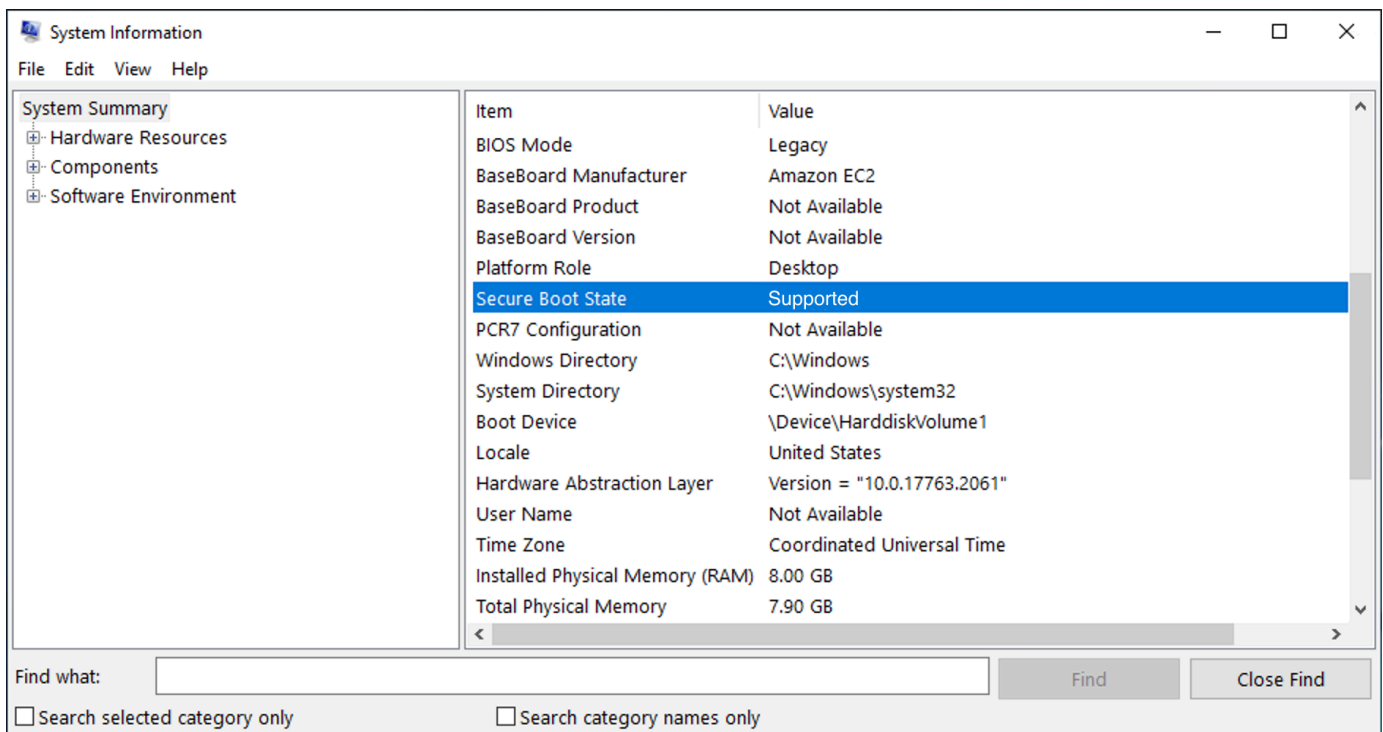 System Information
File Edit View Help
System Summary
Hardware Resources
Components
Software Environment
Item Value
BIOS Mode Legacy
BaseBoard Manufacturer Amazon EC2
BaseBoard Product Not Available
BaseBoard Version Not Available
Platform Role Desktop
Secure Boot State Supported
PCR7 Configuration Not Available
Windows Directory C:\Windows
System Directory C:\Windows\system32
Boot Device \Device\HarddiskVolume1
Locale United States
Hardware Abstraction Layer Version = "10.0.17763.2061"
User Name Not Available
Time Zone Coordinated Universal Time
Installed Physical Memory (RAM) 8.00 GB
Total Physical Memory 7.90 GB
Find what: Find Close Find
Search selected category only Search category names only